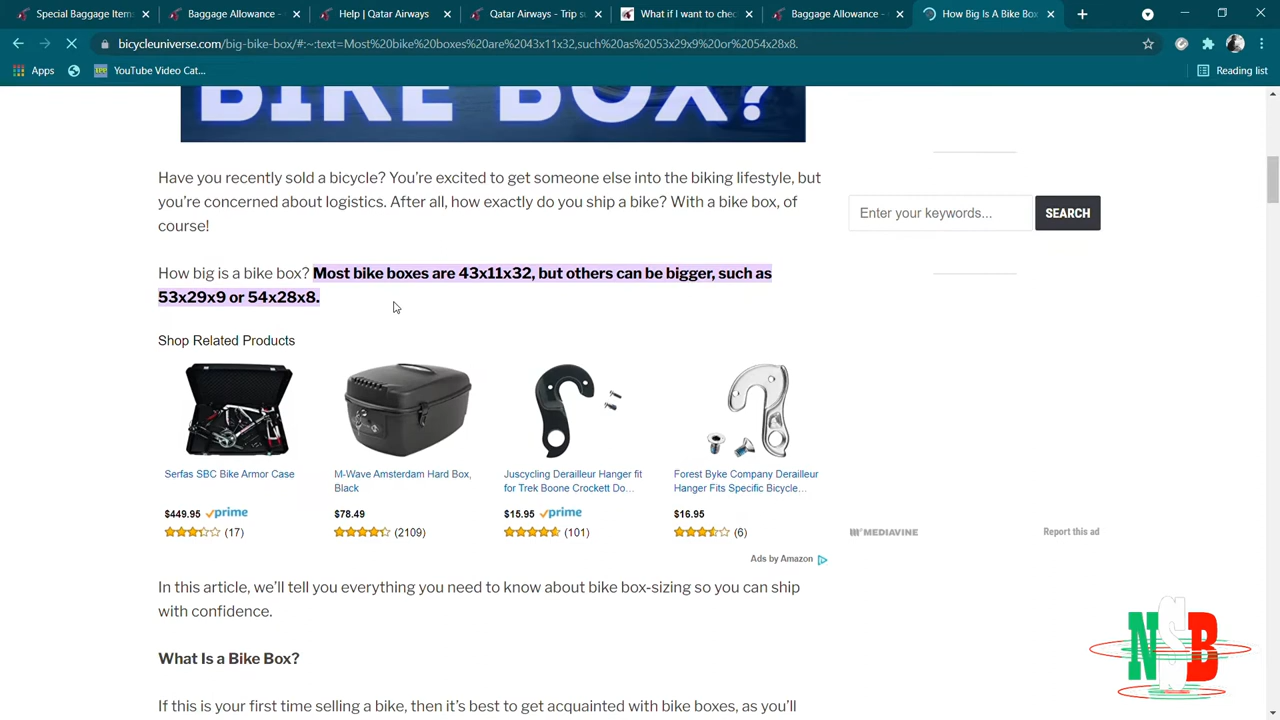 Special Baggage Item
Baggage Allowance -
Help | Qatar Airways
Qatar Airways - Trip s
What if I want to chec
Baggage Allowance -
How Big Is A Bike Box
bicycleuniverse.com/big-bike-box/#:~:text=Most%20bike%20boxes%20are%2043x11x32,such%20as%2053x29x9%20or%2054x28x8.
Apps
YouTube Video Cat...
Reading list
BIKE BOX?
Have you recently sold a bicycle? You're excited to get someone else into the biking lifestyle, but
you're concerned about logistics. After all, how exactly do you ship a bike? With a bike box, of
course!
Enter your keywords...
SEARCH
How big is a bike box? Most bike boxes are 43x11x32, but others can be bigger, such as
53x29x9 or 54x28x8.
Shop Related Products
Serfas SBC Bike Armor Case
$449.95 prime
(17)
M-Wave Amsterdam Hard Box,
Black
$78.49
(2109)
Juscycling Derailleur Hanger fit
for Trek Boone Crockett Do...
$15.95 prime
(101)
Forest Byke Company Derailleur
Hanger Fits Specific Bicycle...
$16.95
(6)
MEDIAVINE
Report this ad
Ads by Amazon
In this article, we'll tell you everything you need to know about bike box-sizing so you can ship
with confidence.
What Is a Bike Box?
If this is your first time selling a bike, then it's best to get acquainted with bike boxes, as you'll
NSB